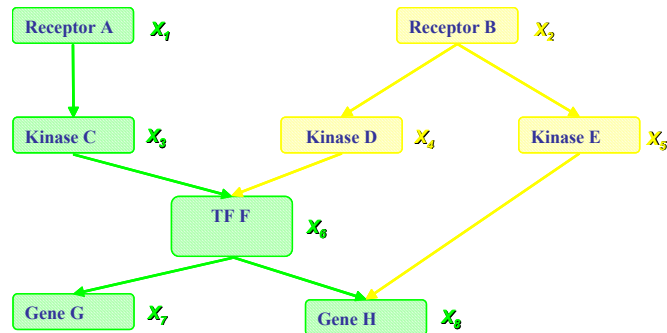 Receptor A X1 Receptor B X2
Kinase C X3 Kinase D X4 Kinase E X5
TF F X6
Gene G X7 Gene H X8